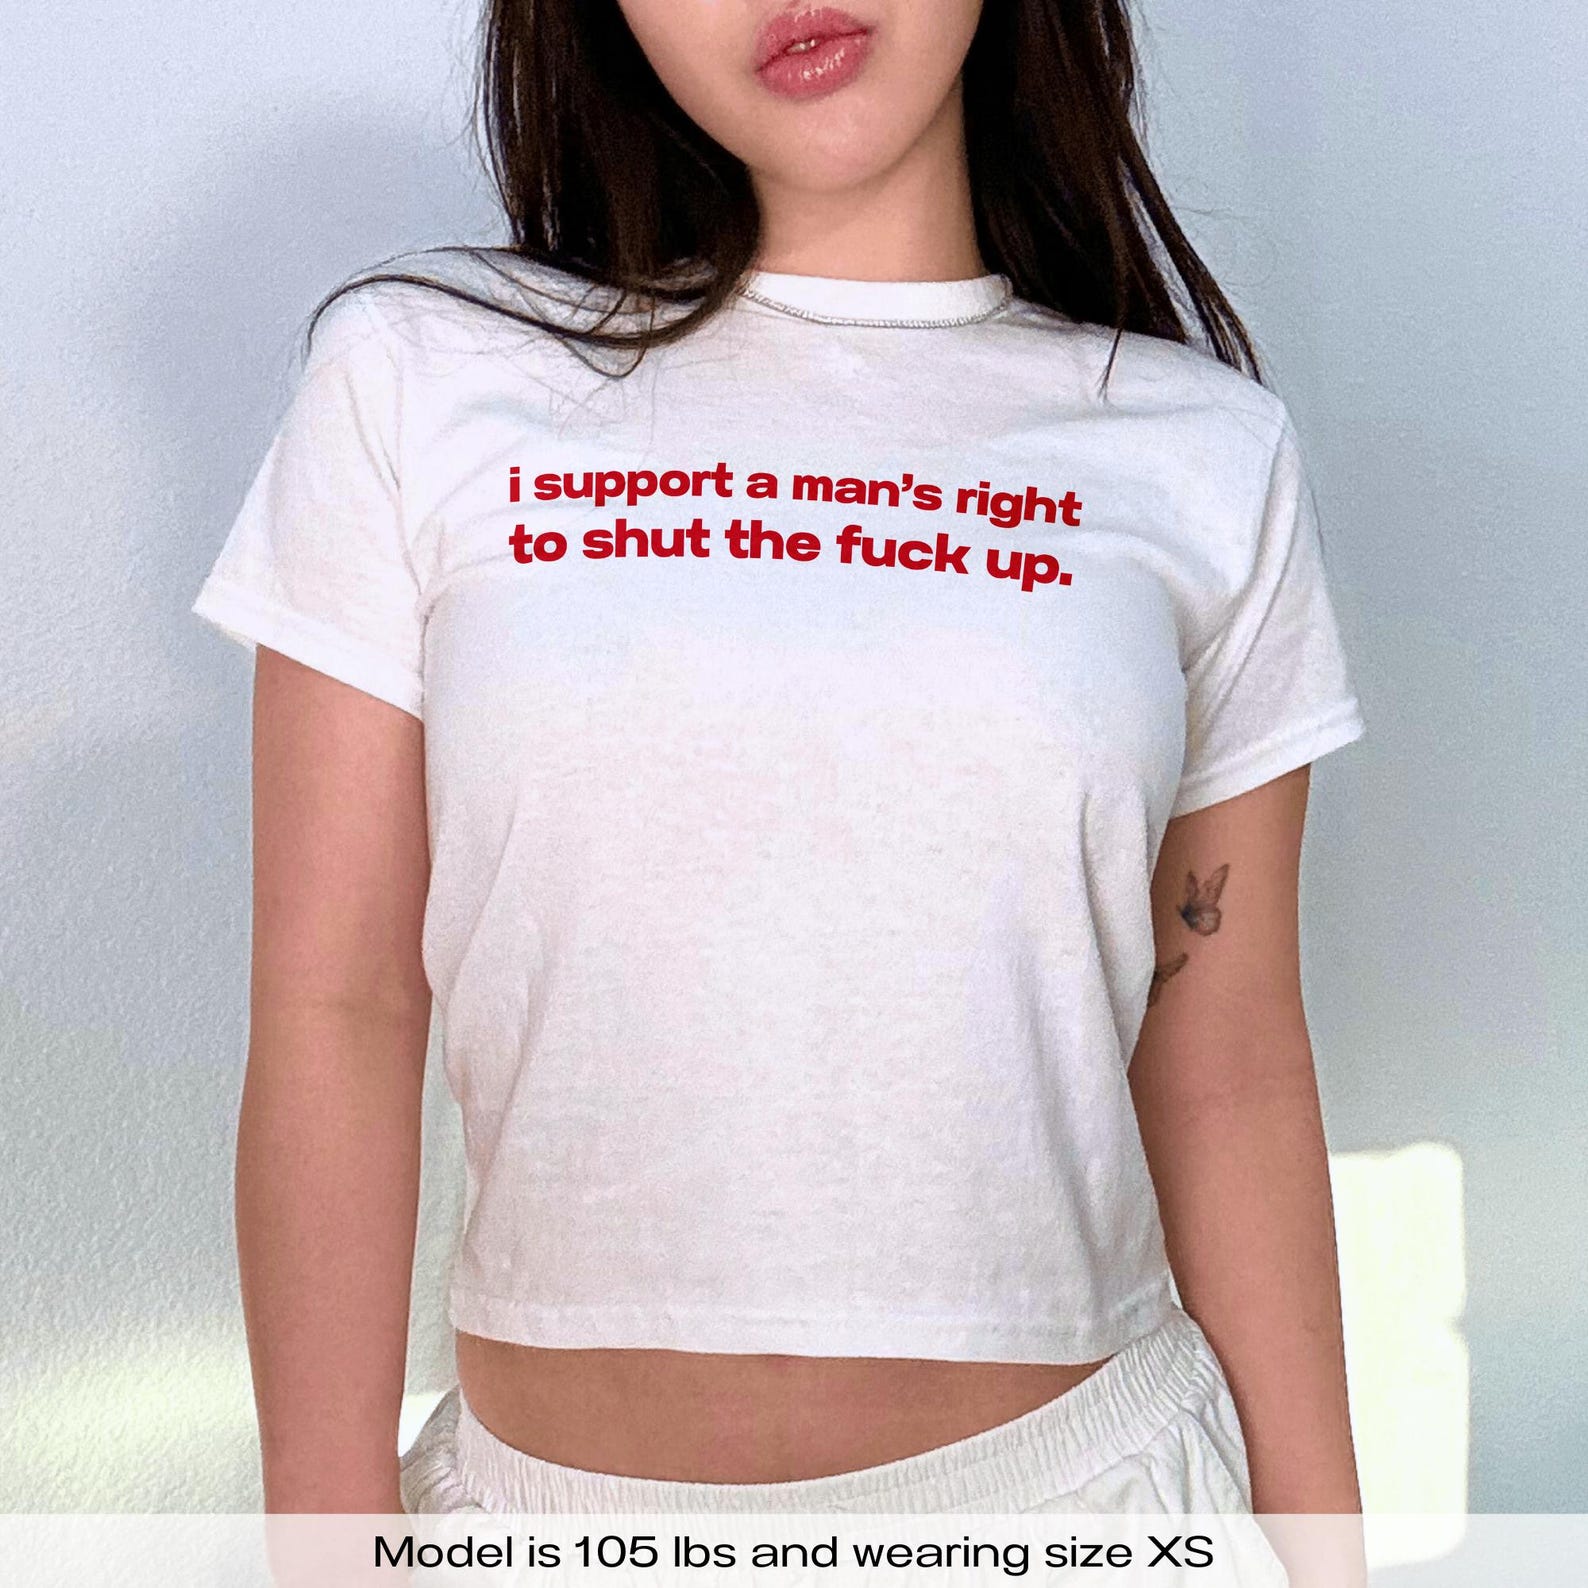 i support a man’s right
to shut the fuck up.
Model is 105 lbs and wearing size XS